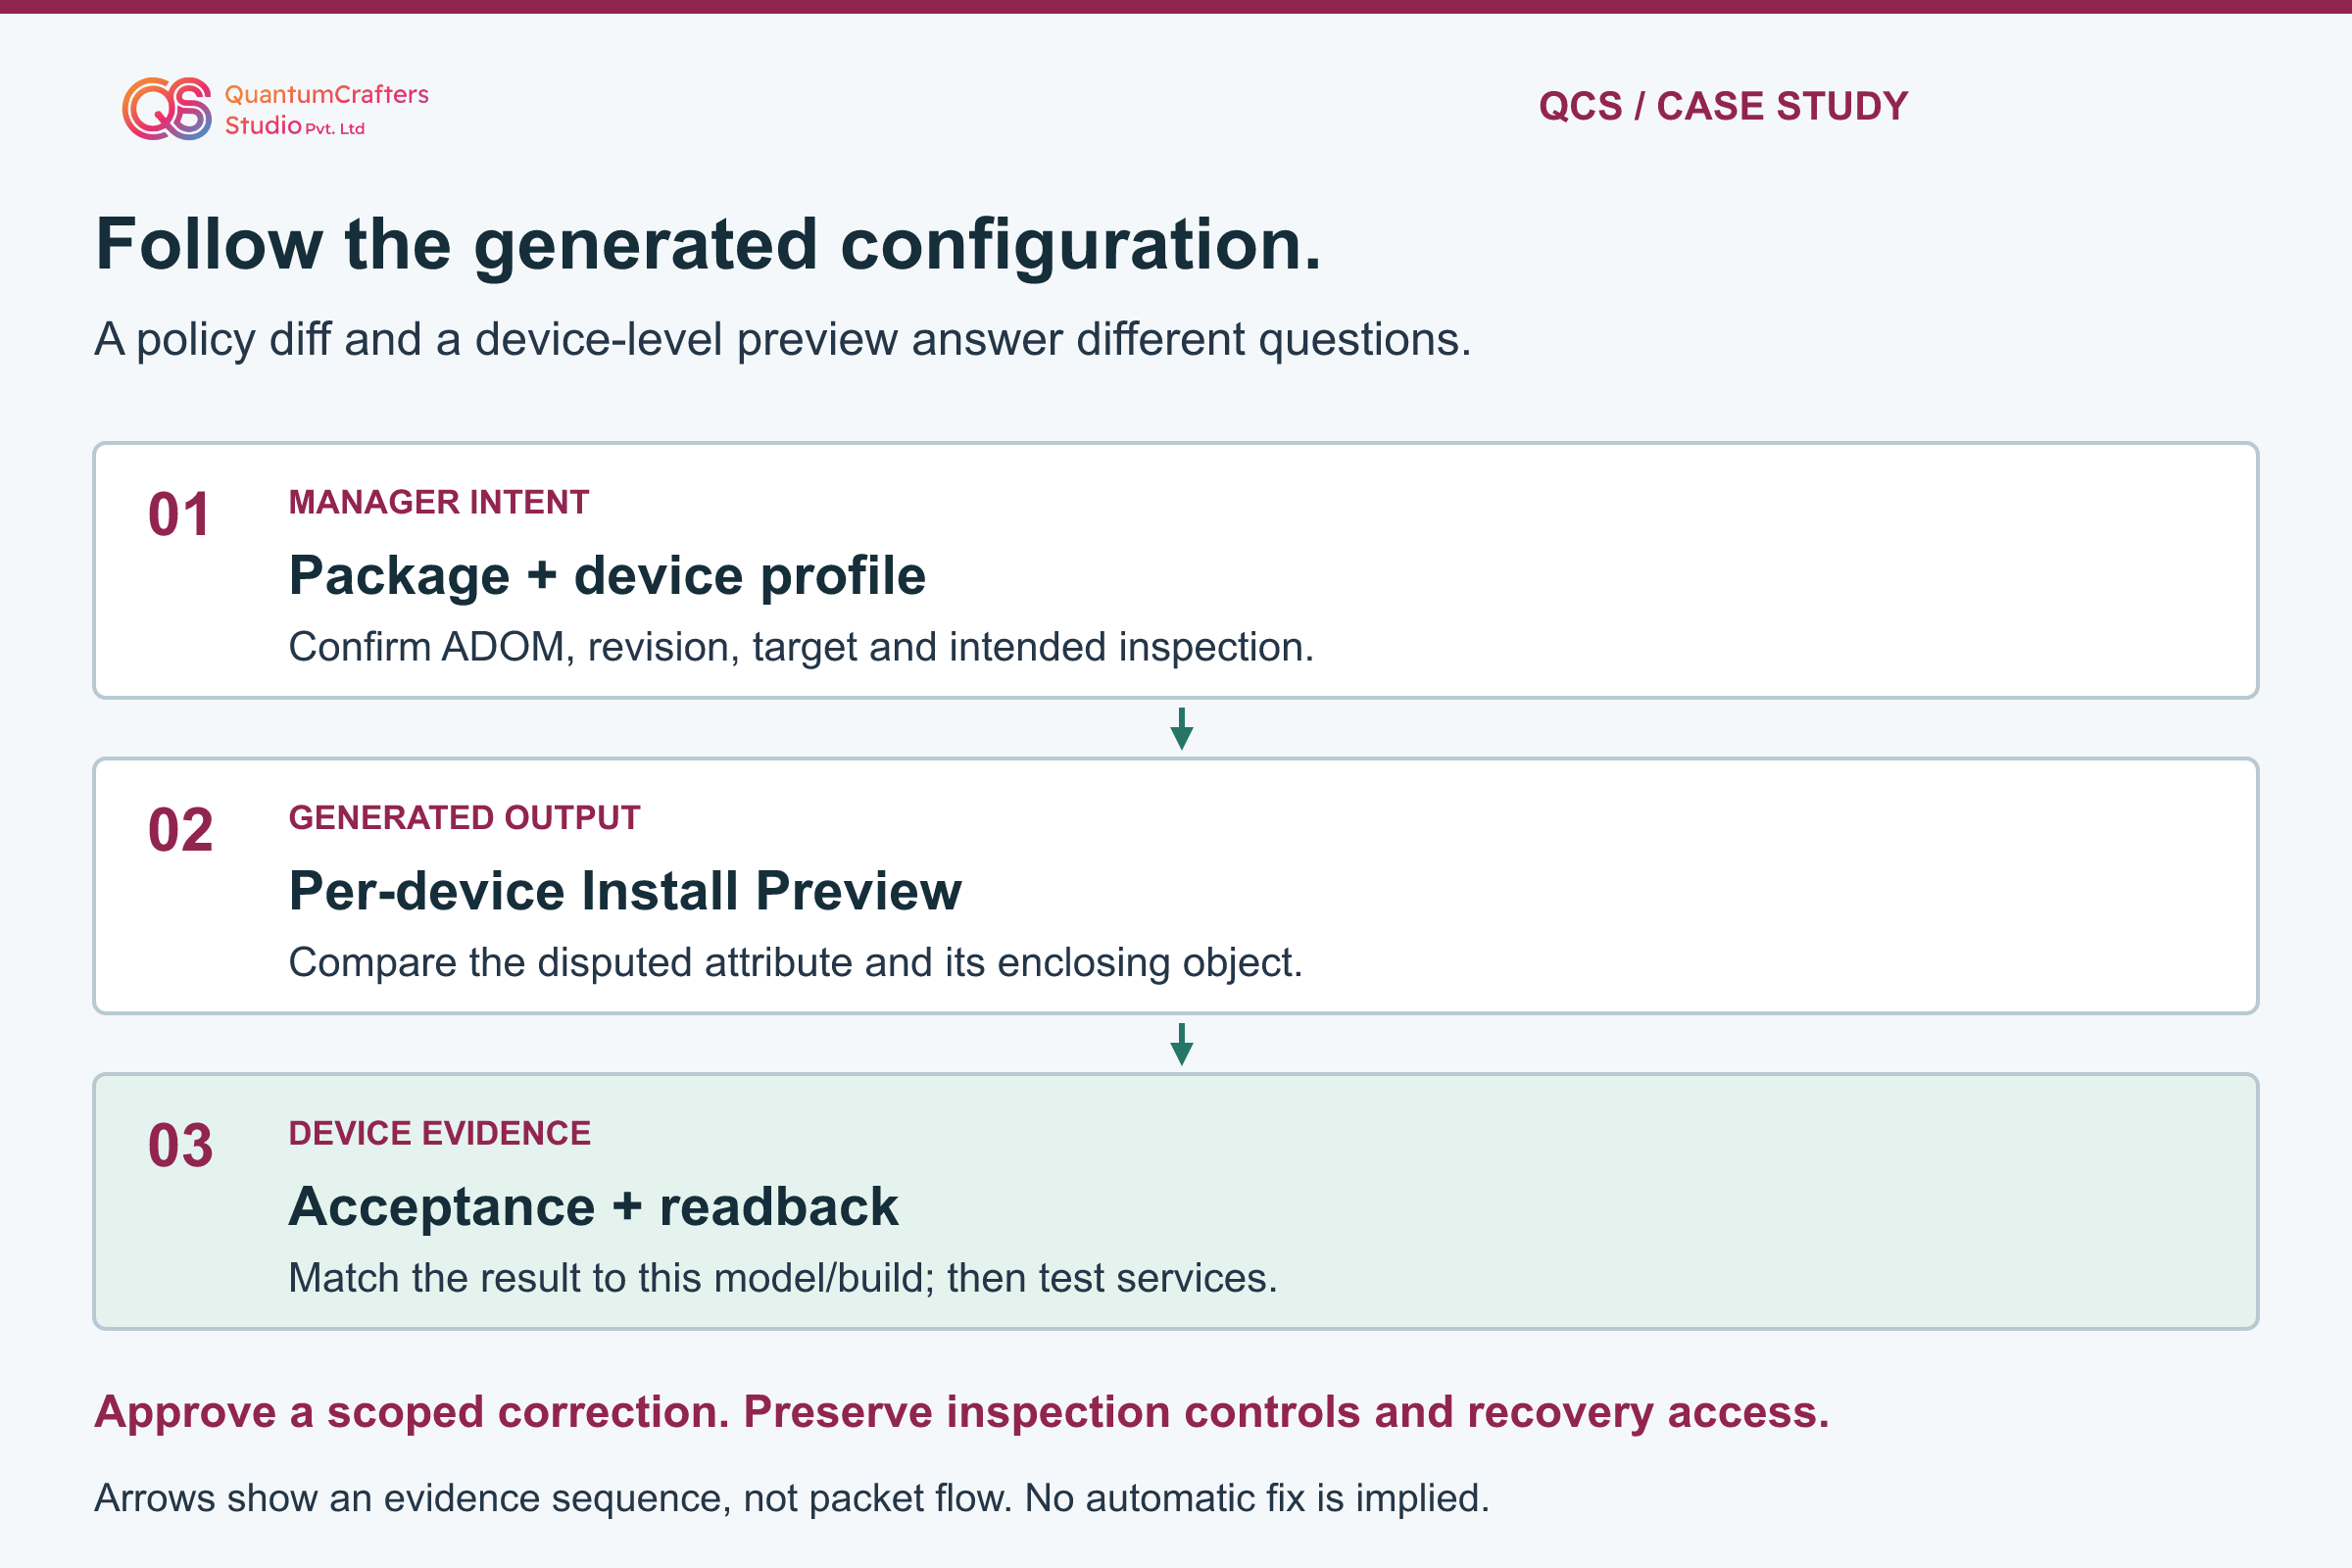 QS QuantumCrafters
Studio Pvt. Ltd
QCS / CASE STUDY
Follow the generated configuration.
A policy diff and a device-level preview answer different questions.
01
MANAGER INTENT
Package + device profile
Confirm ADOM, revision, target and intended inspection.
02
GENERATED OUTPUT
Per-device Install Preview
Compare the disputed attribute and its enclosing object.
03
DEVICE EVIDENCE
Acceptance + readback
Match the result to this model/build; then test services.
Approve a scoped correction. Preserve inspection controls and recovery access.
Arrows show an evidence sequence, not packet flow. No automatic fix is implied.